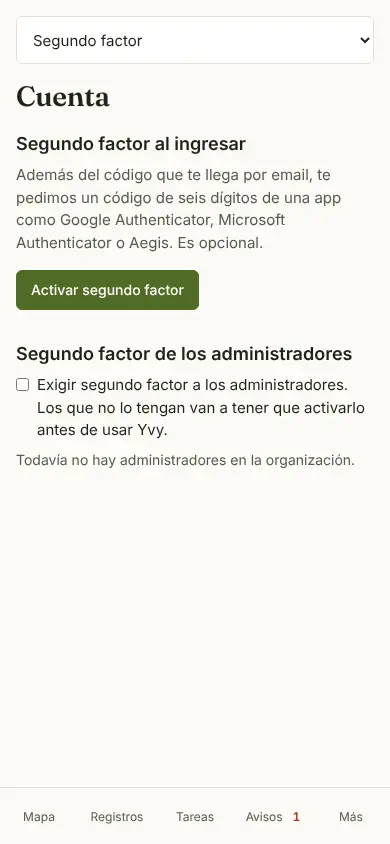 Segundo factor
Cuenta
Segundo factor al ingresar
Además del código que te llega por email, te
pedimos un código de seis dígitos de una app
como Google Authenticator, Microsoft
Authenticator o Aegis. Es opcional.
Activar segundo factor
Segundo factor de los administradores
Exigir segundo factor a los administradores.
Los que no lo tengan van a tener que activarlo
antes de usar Yvy.
Todavía no hay administradores en la organización.
Mapa Registros Tareas Avisos 1 Más